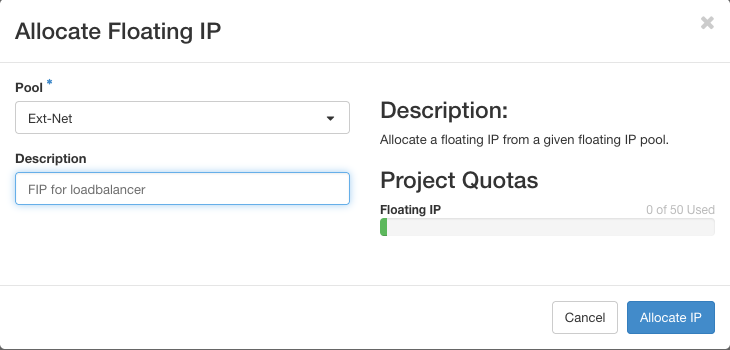 Allocate Floating IP
×
Pool *
Ext-Net
Description
FIP for loadbalancer
Description:
Allocate a floating IP from a given floating IP pool.
Project Quotas
Floating IP 0 of 50 Used
Cancel
Allocate IP